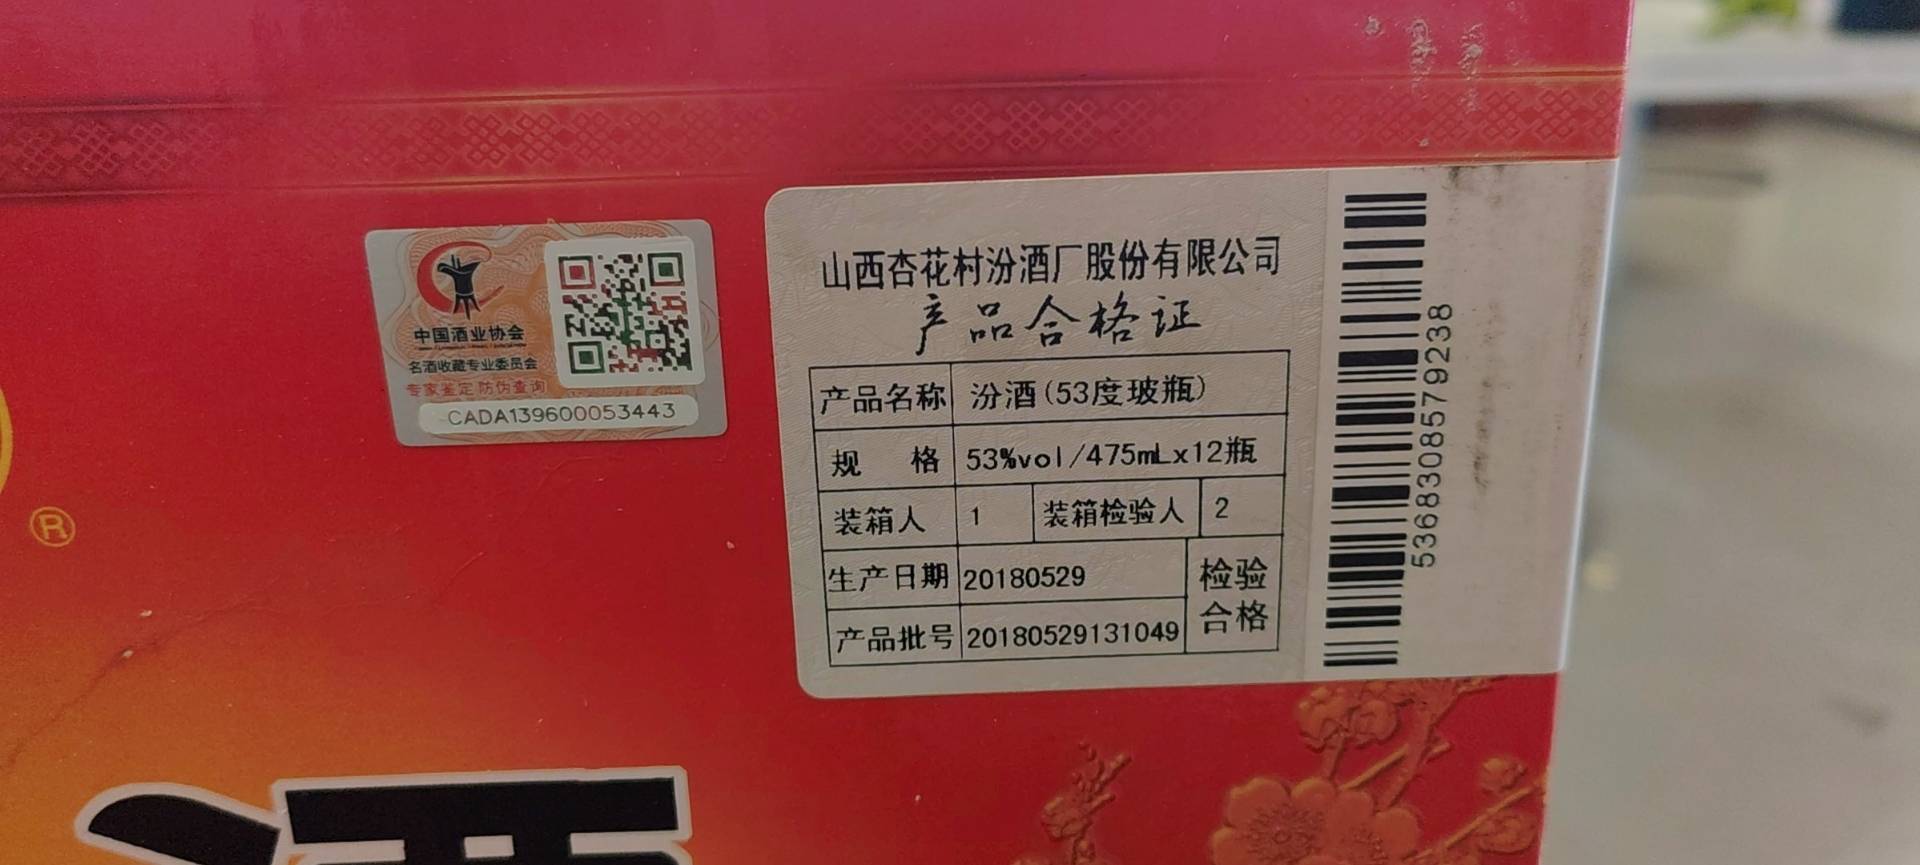 中国酒业协会
名酒收藏专业委员会
专家鉴定 防伪查询
CADA139600053443
山西杏花村汾酒厂股份有限公司
产品合格证
产品名称 汾酒(53度玻瓶)
规 格 53%vol/475mLx12瓶
装箱人 1 装箱检验人 2
生产日期 20180529 检验
产品批号 20180529131049 合格
5368308579238
®
酒